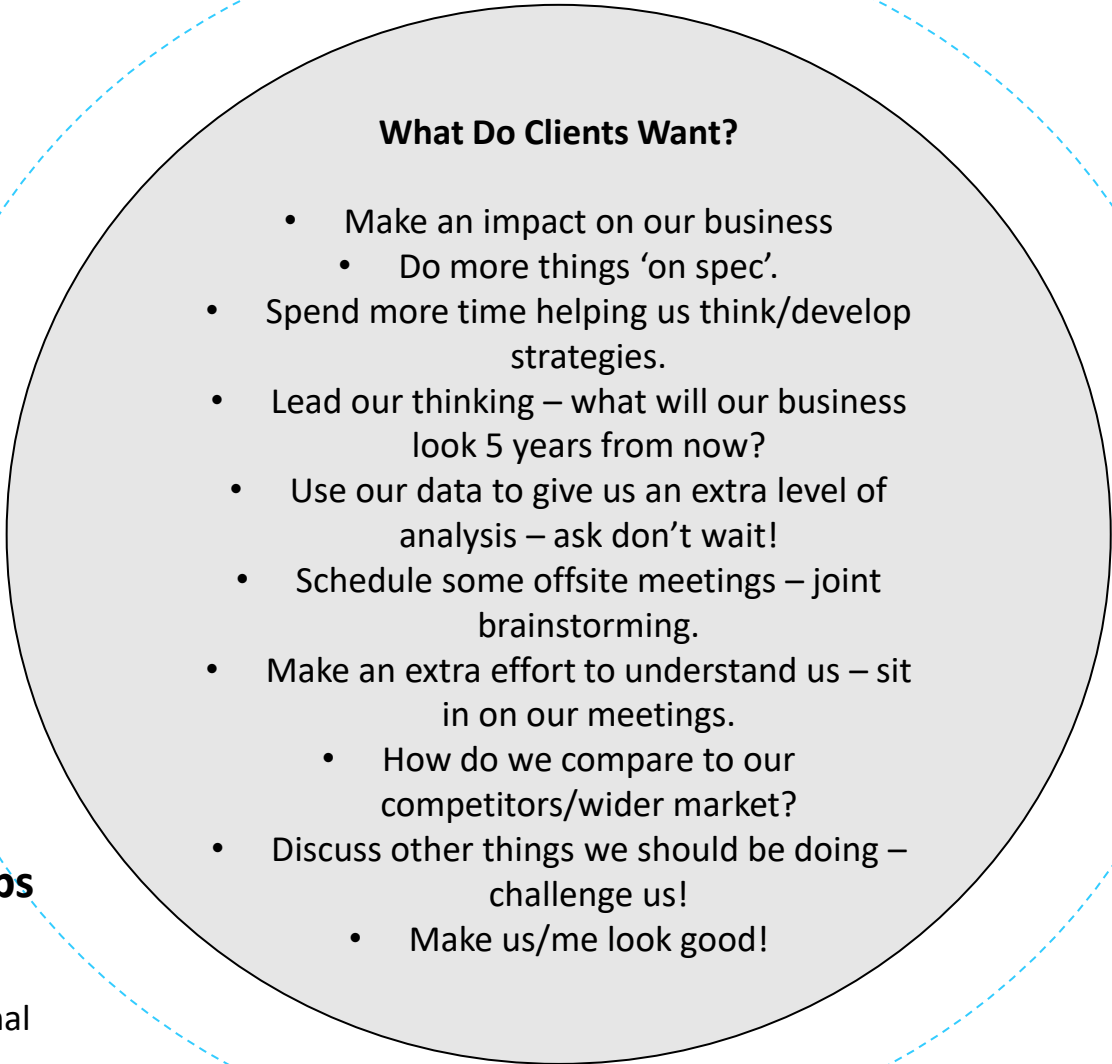 What Do Clients Want?
• Make an impact on our business
• Do more things ‘on spec’.
• Spend more time helping us think/develop
strategies.
• Lead our thinking – what will our business
look 5 years from now?
• Use our data to give us an extra level of
analysis – ask don’t wait!
• Schedule some offsite meetings – joint
brainstorming.
• Make an extra effort to understand us – sit
in on our meetings.
• How do we compare to our
competitors/wider market?
• Discuss other things we should be doing –
challenge us!
• Make us/me look good!